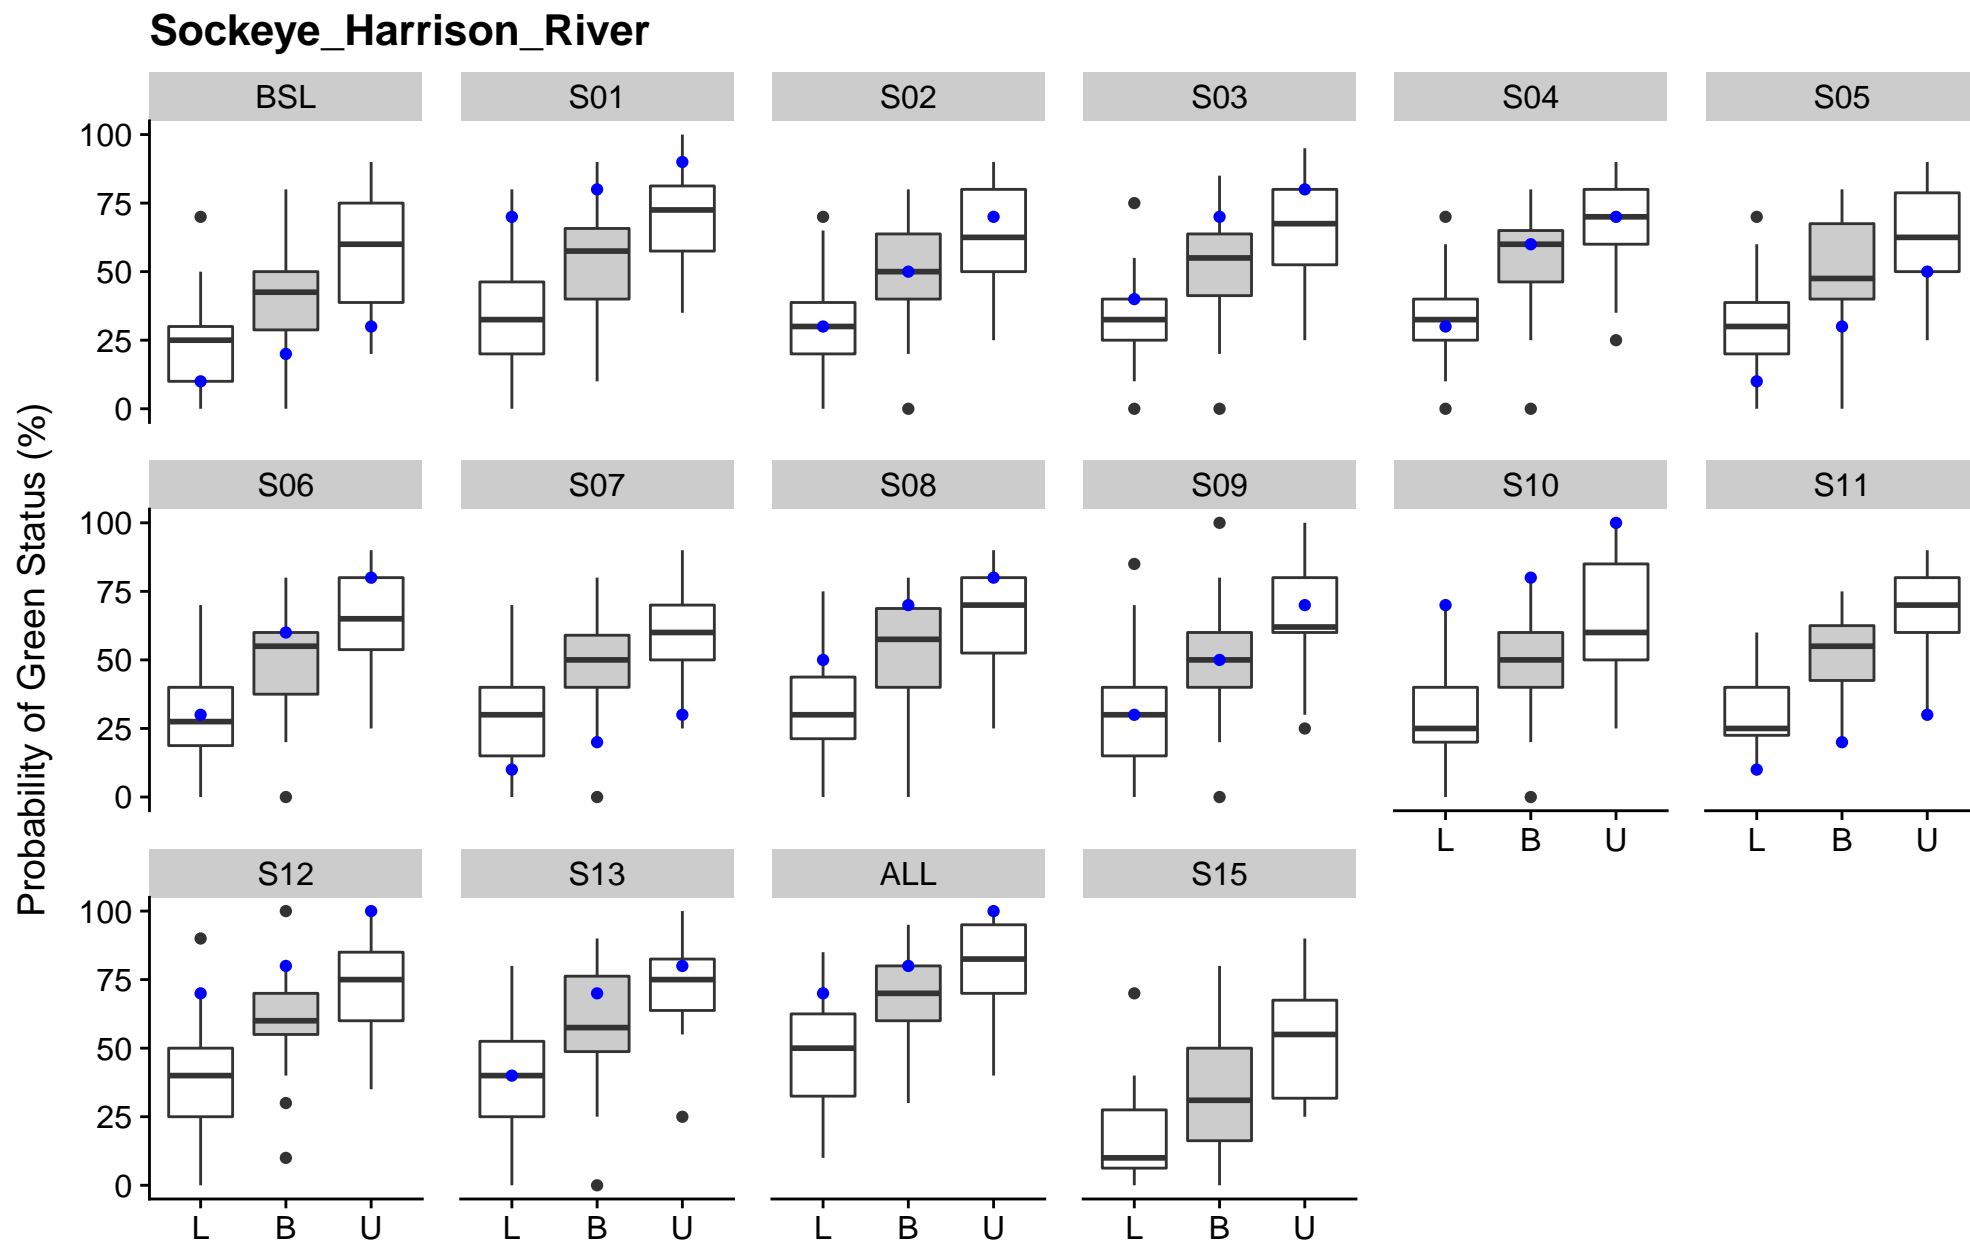 Sockeye_Harrison_River
BSL S01 S02 S03 S04 S05
100
75
50
25
0
S06 S07 S08 S09 S10 S11
100
75
50
25
0
L B U L B U
S12 S13 ALL S15
100
75
50
25
0
L B U L B U L B U L B U
Probability of Green Status (%)